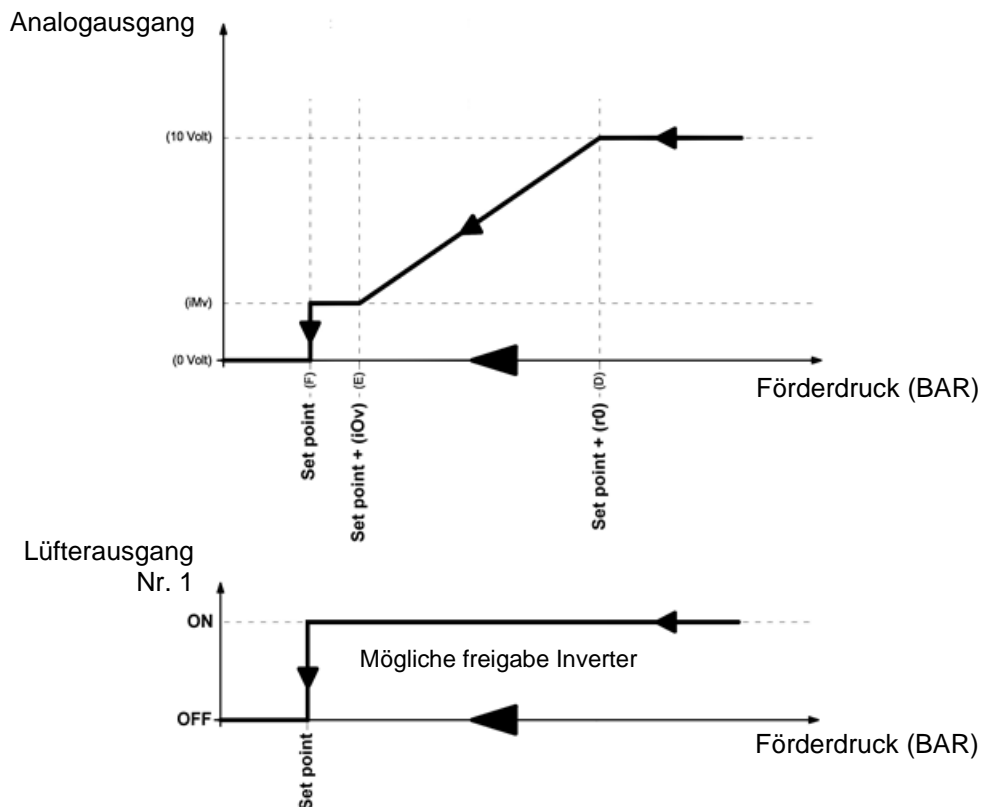 Analogausgang
(10 Volt)
(iMv)
(0 Volt)
Set point - (F)
Set point + (iOv) - (E)
Set point + (r0) - (D)
Förderdruck (BAR)
Lüfterausgang
Nr. 1
ON
Mögliche freigabe Inverter
OFF
Set point
Förderdruck (BAR)